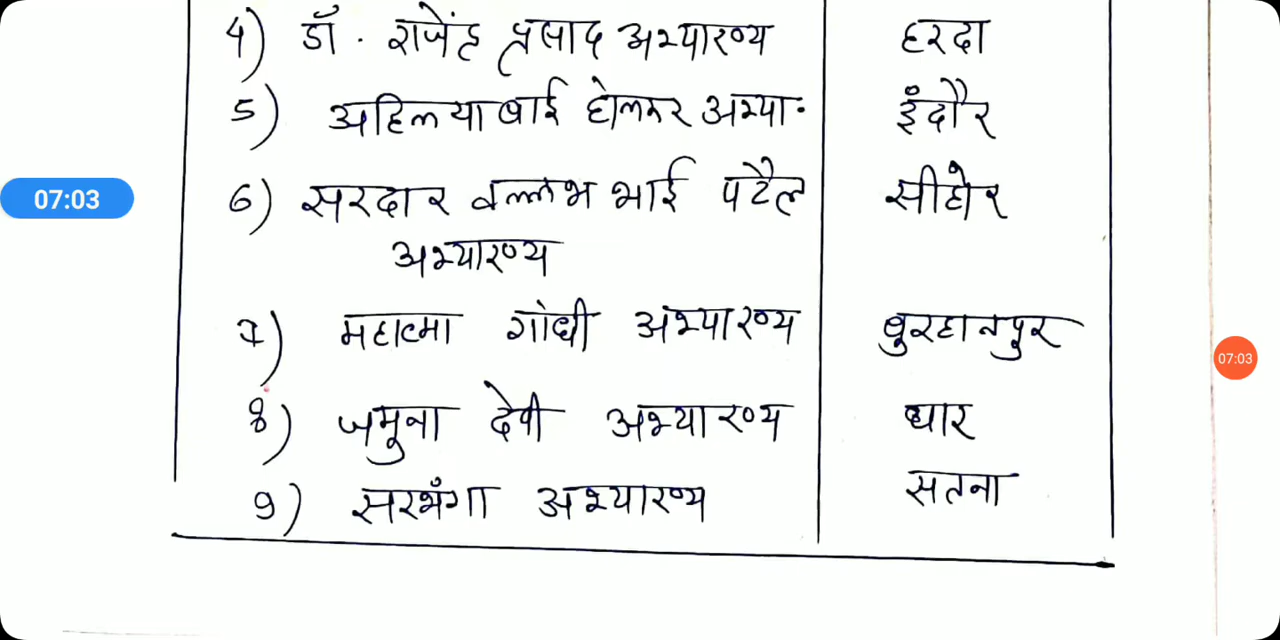 4) डॉ. राजेंद्र प्रसाद अभ्यारण्य हरदा
5) अहिल्या बाई होलकर अभ्या. इंदौर
07:03
6) सरदार वल्लभ भाई पटैल सीहोर
अभ्यारण्य
7) महात्मा गाँधी अभ्यारण्य बुरहानपुर
07:03
8) जमुना देवी अभ्यारण्य धार
9) सरभँगा अभ्यारण्य सतना